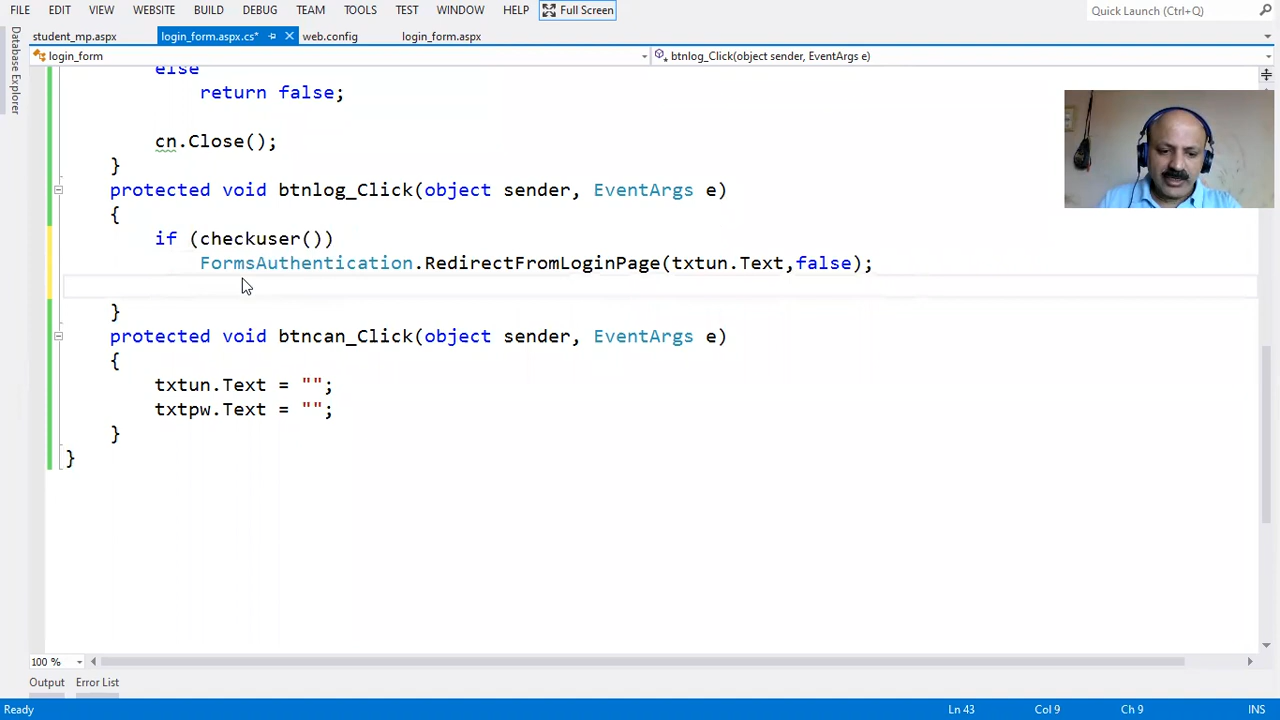 FILE EDIT VIEW WEBSITE BUILD DEBUG TEAM TOOLS TEST WINDOW HELP Full Screen Quick Launch (Ctrl+Q)
student_mp.aspx login_form.aspx.cs* web.config login_form.aspx
Database Explorer
login_form btnlog_Click(object sender, EventArgs e)
else
return false;
cn.Close();
}
protected void btnlog_Click(object sender, EventArgs e)
{
if (checkuser())
FormsAuthentication.RedirectFromLoginPage(txtun.Text,false);
}
protected void btncan_Click(object sender, EventArgs e)
{
txtun.Text = "";
txtpw.Text = "";
}
}
100 %
Output Error List
Ready Ln 43 Col 9 Ch 9 INS